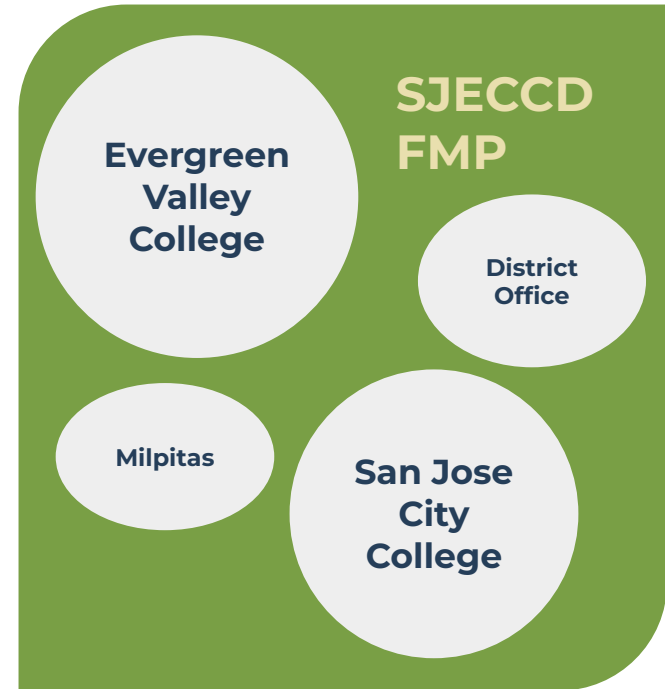 SJECCD
FMP
Evergreen
Valley
College
District
Office
Milpitas
San Jose
City
College